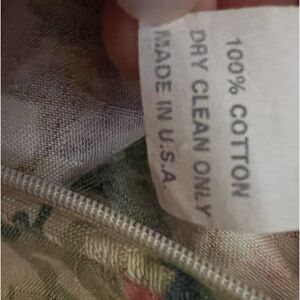 100% COTTON
DRY CLEAN ONLY
MADE IN U.S.A.